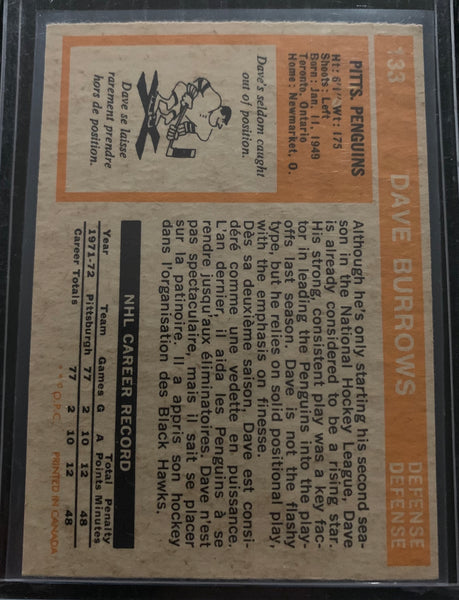 133 DAVE BURROWS DEFENSE
DEFENSE
PITTS. PENGUINS
Ht: 6'1" Wt: 175
Shoots: Left
Born: Jan. 11, 1949
Toronto, Ontario
Home: Newmarket, O.
Dave's seldom caught
out of position.
Dave se laisse
rarement prendre
hors de position.
Although he's only starting his second sea-
son in the National Hockey League, Dave
is already considered to be a rising star.
His strong, consistent play was a key fac-
tor in leading the Penguins into the play-
offs last season. Dave is not the flashy
type, but he relies on solid positional play,
with the emphasis on finesse.
Dès sa deuxième saison, Dave est consi-
déré comme une vedette en puissance.
L'an dernier, il aida les Penguins à se
rendre jusqu'aux éliminatoires. Dave n'est
pas spectaculaire, mais il sait se placer
sur la patinoire. Il a appris son hockey
dans l'organisation des Black Hawks.
NHL CAREER RECORD
Total Penalty
Year Team Games G A Points Minutes
1971-72 Pittsburgh 77 2 10 12 48
Career Totals 77 2 10 12 48
O.P.C. PRINTED IN CANADA